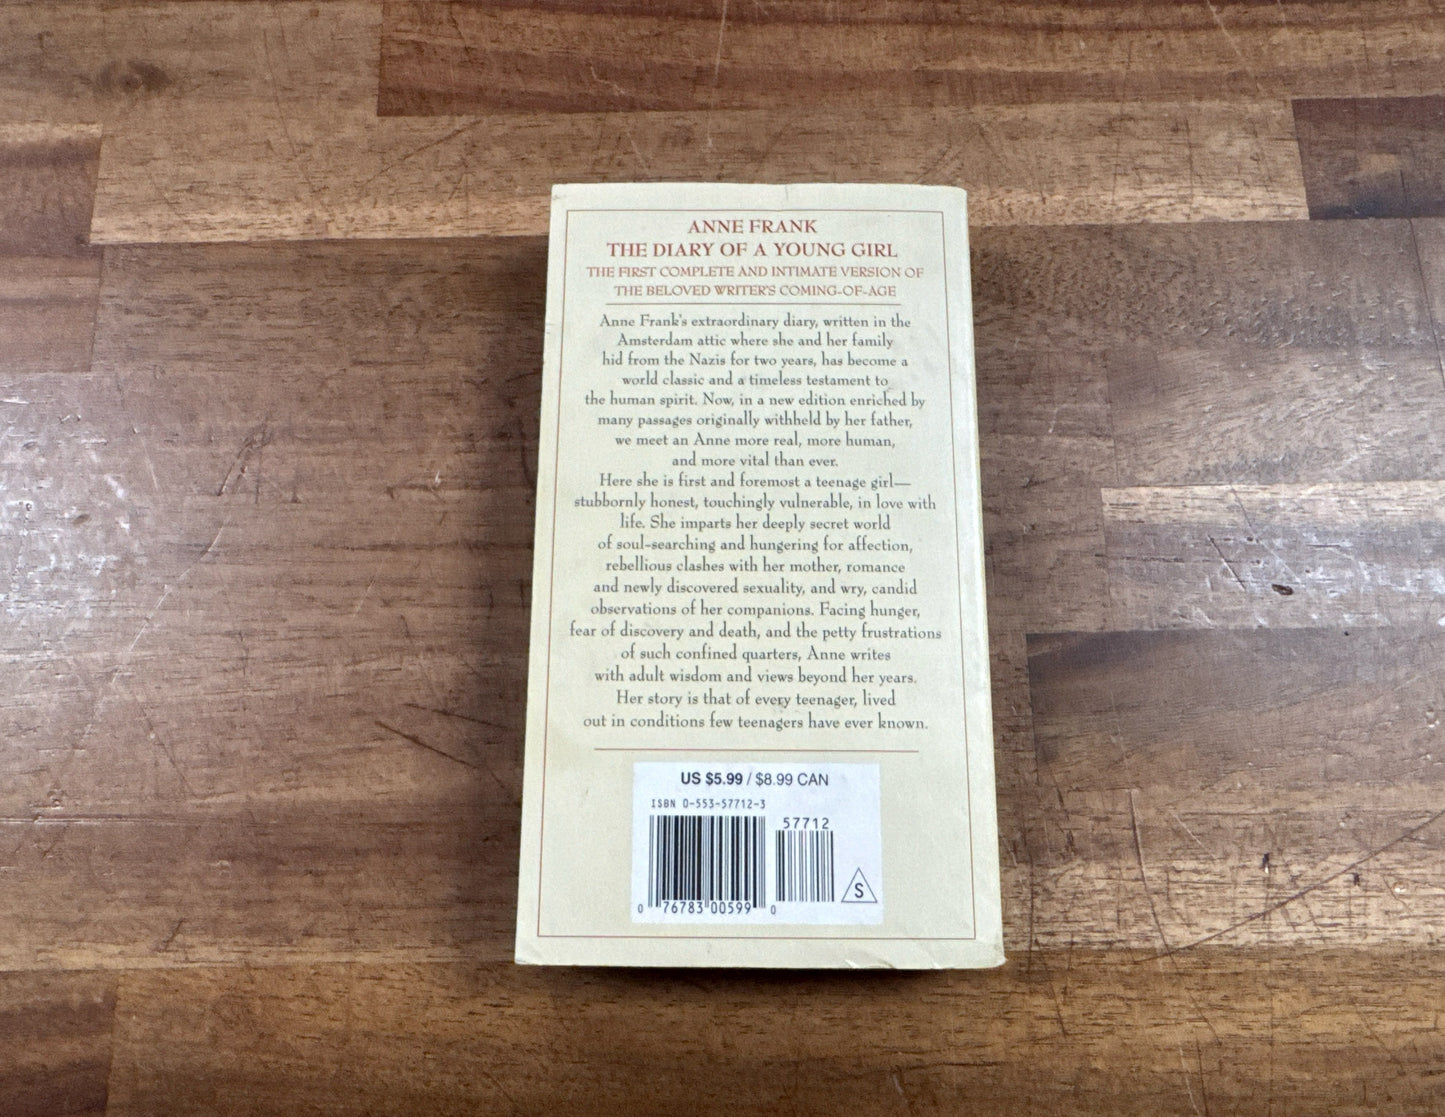 ANNE FRANK
THE DIARY OF A YOUNG GIRL
THE FIRST COMPLETE AND INTIMATE VERSION OF
THE BELOVED WRITER'S COMING-OF-AGE
Anne Frank's extraordinary diary, written in the
Amsterdam attic where she and her family
hid from the Nazis for two years, has become a
world classic and a timeless testament to
the human spirit. Now, in a new edition enriched by
many passages originally withheld by her father,
we meet an Anne more real, more human,
and more vital than ever.
Here she is first and foremost a teenage girl—
stubbornly honest, touchingly vulnerable, in love with
life. She imparts her deeply secret world
of soul-searching and hungering for affection,
rebellious clashes with her mother, romance
and newly discovered sexuality, and wry, candid
observations of her companions. Facing hunger,
fear of discovery and death, and the petty frustrations
of such confined quarters, Anne writes
with adult wisdom and views beyond her years.
Her story is that of every teenager, lived
out in conditions few teenagers have ever known.
US $5.99 / $8.99 CAN
ISBN 0-553-57712-3
57712
S
0 76783 00599 0